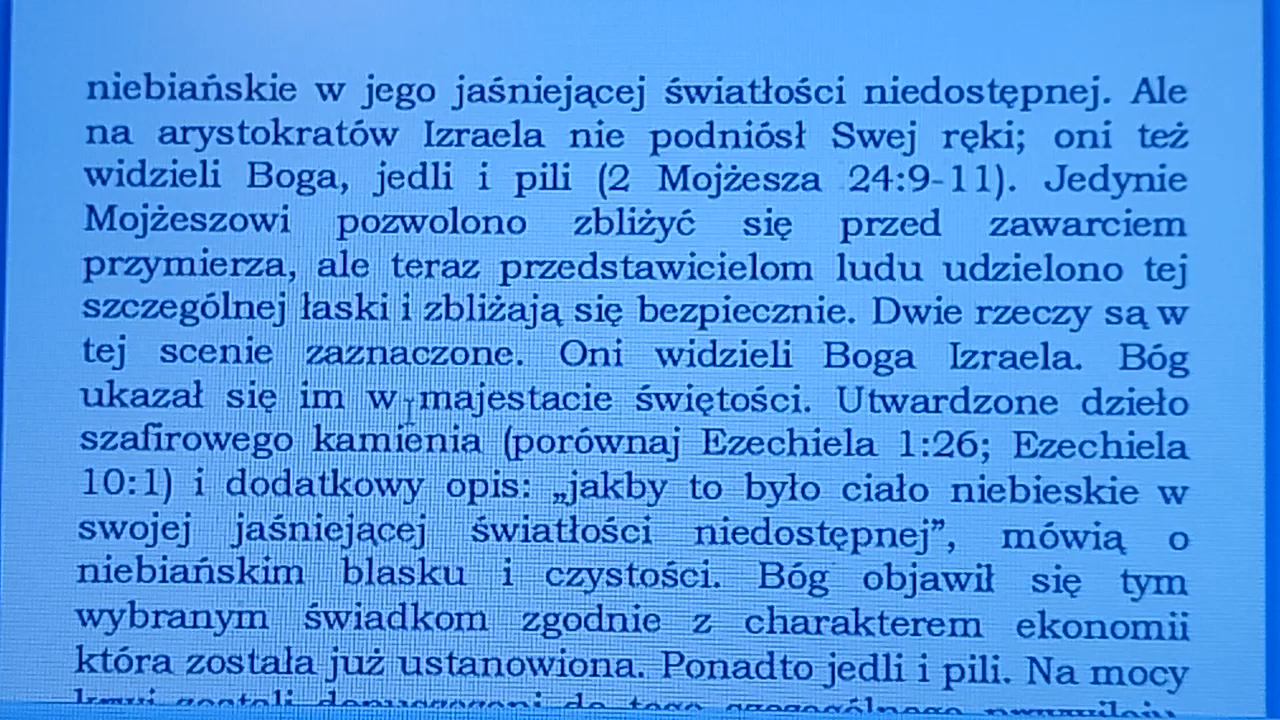 niebiańskie w jego jaśniejącej światłości niedostępnej. Ale
na arystokratów Izraela nie podniósł Swej ręki; oni też
widzieli Boga, jedli i pili (2 Mojżesza 24:9-11). Jedynie
Mojżeszowi pozwolono zbliżyć się przed zawarciem
przymierza, ale teraz przedstawicielom ludu udzielono tej
szczególnej łaski i zbliżają się bezpiecznie. Dwie rzeczy są w
tej scenie zaznaczone. Oni widzieli Boga Izraela. Bóg
ukazał się im w majestacie świętości. Utwardzone dzieło
szafirowego kamienia (porównaj Ezechiela 1:26; Ezechiela
10:1) i dodatkowy opis: „jakby to było ciało niebieskie w
swojej jaśniejącej światłości niedostępnej”, mówią o
niebiańskim blasku i czystości. Bóg objawił się tym
wybranym świadkom zgodnie z charakterem ekonomii
która została już ustanowiona. Ponadto jedli i pili. Na mocy